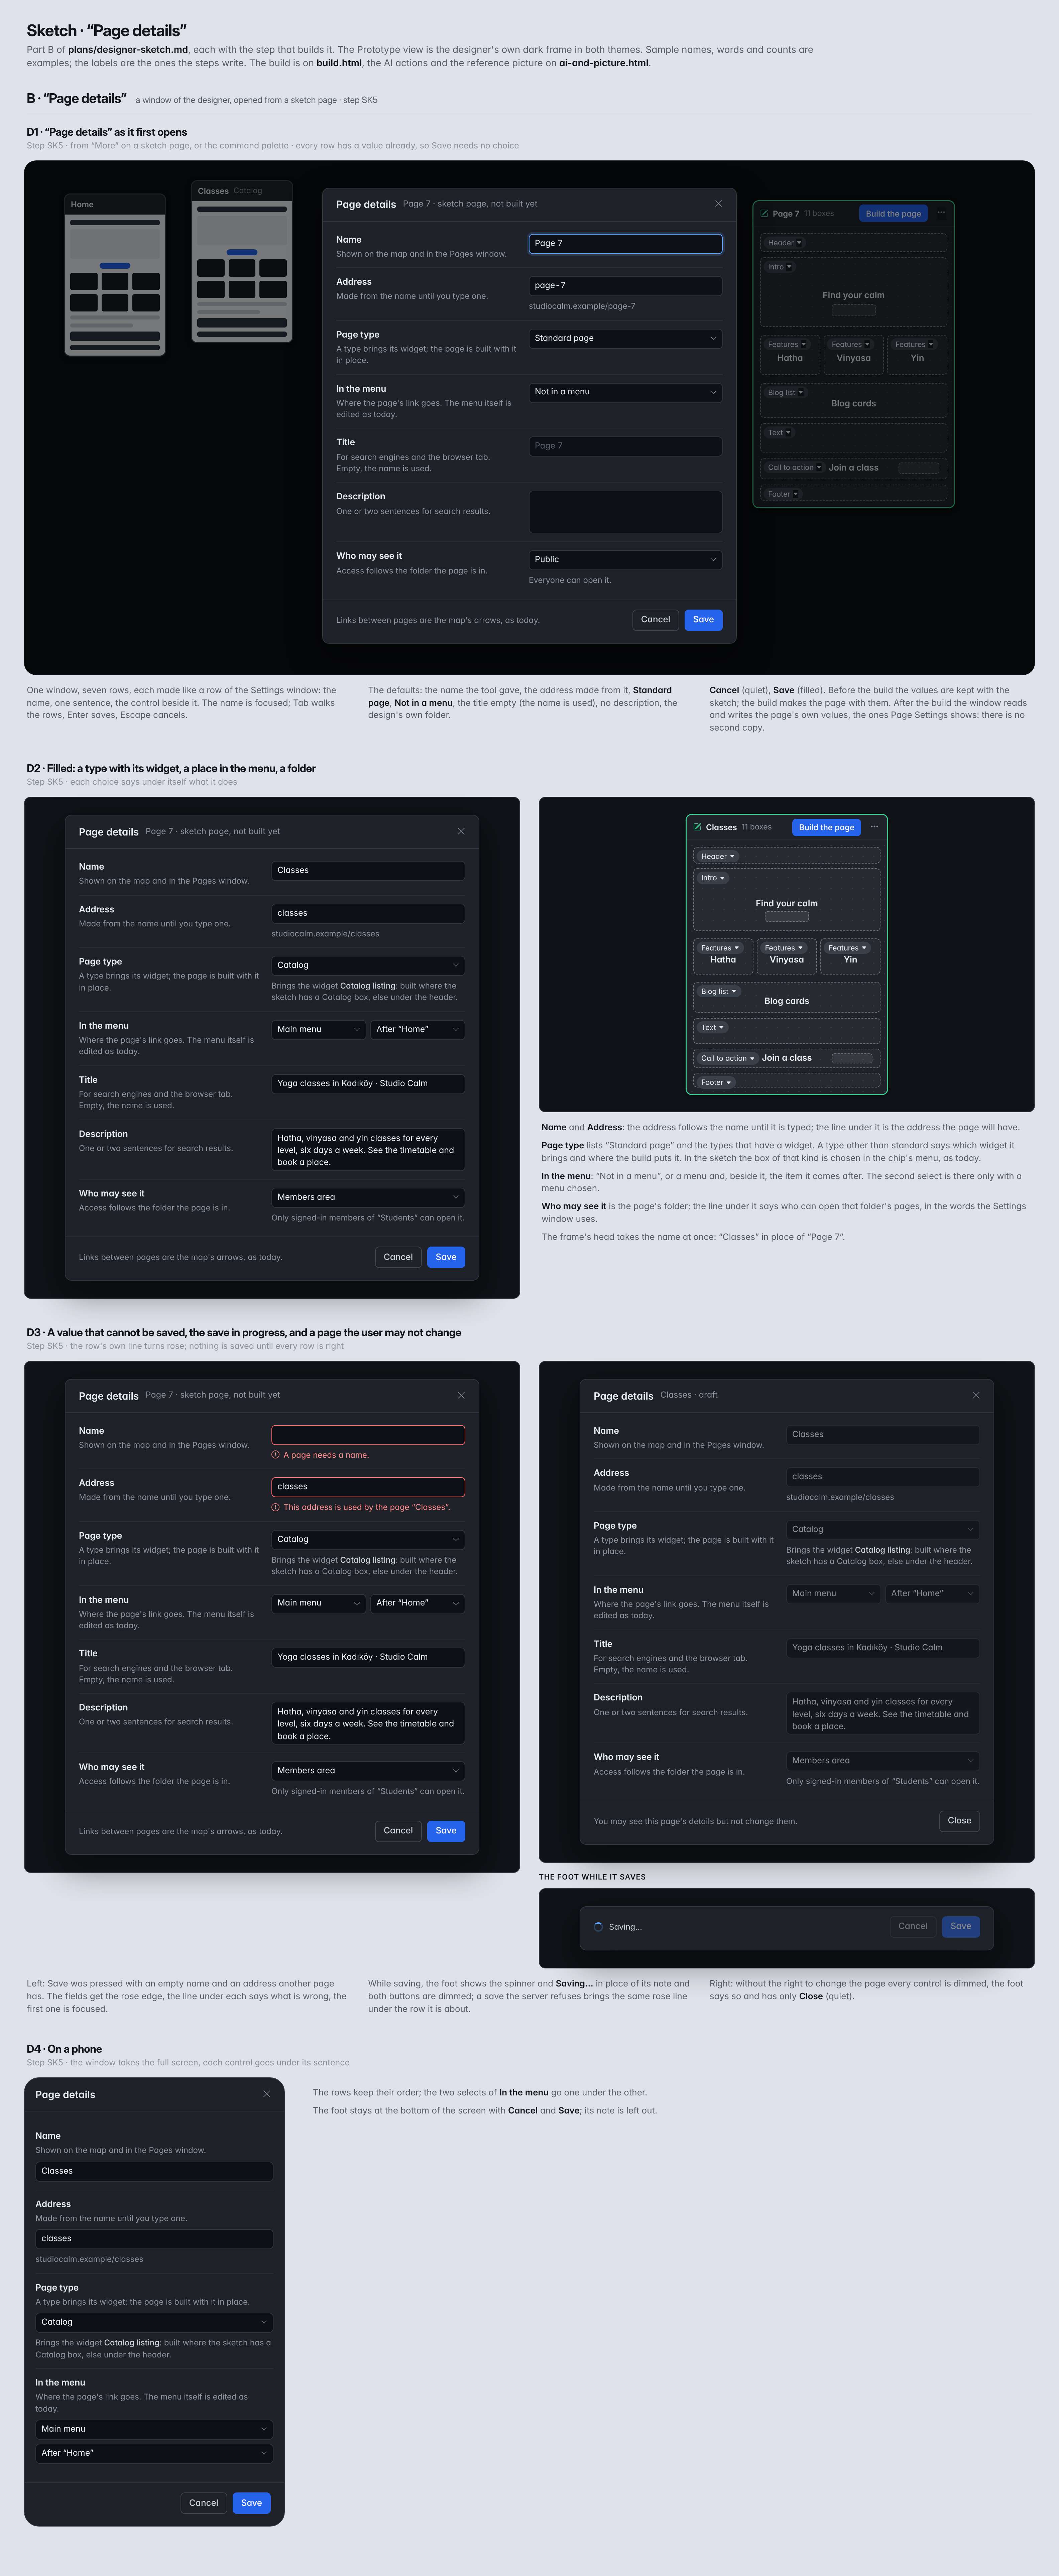 Sketch · “Page details”
Part B of plans/designer-sketch.md, each with the step that builds it. The Prototype view is the designer's own dark frame in both themes. Sample names, words and counts are
examples; the labels are the ones the steps write. The build is on build.html, the AI actions and the reference picture on ai-and-picture.html.
B · “Page details” a window of the designer, opened from a sketch page · step SK5
D1 · “Page details” as it first opens
Step SK5 · from “More” on a sketch page, or the command palette · every row has a value already, so Save needs no choice
Home
Classes Catalog
Page details Page 7 · sketch page, not built yet
Name
Shown on the map and in the Pages window.
Page 7
Address
Made from the name until you type one.
page-7
studiocalm.example/page-7
Page type
A type brings its widget; the page is built with it
in place.
Standard page
In the menu
Where the page's link goes. The menu itself is
edited as today.
Not in a menu
Title
For search engines and the browser tab.
Empty, the name is used.
Page 7
Description
One or two sentences for search results.
Who may see it
Access follows the folder the page is in.
Public
Everyone can open it.
Links between pages are the map's arrows, as today.
Cancel Save
Page 7 11 boxes Build the page
Header
Intro
Find your calm
Features Features Features
Hatha Vinyasa Yin
Blog list
Blog cards
Text
Call to action Join a class
Footer
One window, seven rows, each made like a row of the Settings window: the
name, one sentence, the control beside it. The name is focused; Tab walks
the rows, Enter saves, Escape cancels.
The defaults: the name the tool gave, the address made from it, Standard
page, Not in a menu, the title empty (the name is used), no description, the
design's own folder.
Cancel (quiet), Save (filled). Before the build the values are kept with the
sketch; the build makes the page with them. After the build the window reads
and writes the page's own values, the ones Page Settings shows: there is no
second copy.
D2 · Filled: a type with its widget, a place in the menu, a folder
Step SK5 · each choice says under itself what it does
Page details Page 7 · sketch page, not built yet
Name
Shown on the map and in the Pages window.
Classes
Address
Made from the name until you type one.
classes
studiocalm.example/classes
Page type
A type brings its widget; the page is built with it
in place.
Catalog
Brings the widget Catalog listing: built where the
sketch has a Catalog box, else under the header.
In the menu
Where the page's link goes. The menu itself is
edited as today.
Main menu After “Home”
Title
For search engines and the browser tab.
Empty, the name is used.
Yoga classes in Kadıköy · Studio Calm
Description
One or two sentences for search results.
Hatha, vinyasa and yin classes for every
level, six days a week. See the timetable and
book a place.
Who may see it
Access follows the folder the page is in.
Members area
Only signed-in members of “Students” can open it.
Links between pages are the map's arrows, as today.
Cancel Save
Classes 11 boxes Build the page
Header
Intro
Find your calm
Features Features Features
Hatha Vinyasa Yin
Blog list
Blog cards
Text
Call to action Join a class
Footer
Name and Address: the address follows the name until it is typed; the line under it is the address the page will have.
Page type lists “Standard page” and the types that have a widget. A type other than standard says which widget it
brings and where the build puts it. In the sketch the box of that kind is chosen in the chip's menu, as today.
In the menu: “Not in a menu”, or a menu and, beside it, the item it comes after. The second select is there only with a
menu chosen.
Who may see it is the page's folder; the line under it says who can open that folder's pages, in the words the Settings
window uses.
The frame's head takes the name at once: “Classes” in place of “Page 7”.
D3 · A value that cannot be saved, the save in progress, and a page the user may not change
Step SK5 · the row's own line turns rose; nothing is saved until every row is right
Page details Page 7 · sketch page, not built yet
Name
Shown on the map and in the Pages window.
A page needs a name.
Address
Made from the name until you type one.
classes
This address is used by the page “Classes”.
Page type
A type brings its widget; the page is built with it
in place.
Catalog
Brings the widget Catalog listing: built where the
sketch has a Catalog box, else under the header.
In the menu
Where the page's link goes. The menu itself is
edited as today.
Main menu After “Home”
Title
For search engines and the browser tab.
Empty, the name is used.
Yoga classes in Kadıköy · Studio Calm
Description
One or two sentences for search results.
Hatha, vinyasa and yin classes for every
level, six days a week. See the timetable and
book a place.
Who may see it
Access follows the folder the page is in.
Members area
Only signed-in members of “Students” can open it.
Links between pages are the map's arrows, as today.
Cancel Save
Page details Classes · draft
Name
Shown on the map and in the Pages window.
Classes
Address
Made from the name until you type one.
classes
studiocalm.example/classes
Page type
A type brings its widget; the page is built with it
in place.
Catalog
Brings the widget Catalog listing: built where the
sketch has a Catalog box, else under the header.
In the menu
Where the page's link goes. The menu itself is
edited as today.
Main menu After “Home”
Title
For search engines and the browser tab.
Empty, the name is used.
Yoga classes in Kadıköy · Studio Calm
Description
One or two sentences for search results.
Hatha, vinyasa and yin classes for every
level, six days a week. See the timetable and
book a place.
Who may see it
Access follows the folder the page is in.
Members area
Only signed-in members of “Students” can open it.
You may see this page's details but not change them.
Close
THE FOOT WHILE IT SAVES
Saving…
Cancel Save
Left: Save was pressed with an empty name and an address another page
has. The fields get the rose edge, the line under each says what is wrong, the
first one is focused.
While saving, the foot shows the spinner and Saving… in place of its note and
both buttons are dimmed; a save the server refuses brings the same rose line
under the row it is about.
Right: without the right to change the page every control is dimmed, the foot
says so and has only Close (quiet).
D4 · On a phone
Step SK5 · the window takes the full screen, each control goes under its sentence
Page details
Name
Shown on the map and in the Pages window.
Classes
Address
Made from the name until you type one.
classes
studiocalm.example/classes
Page type
A type brings its widget; the page is built with it in place.
Catalog
Brings the widget Catalog listing: built where the sketch has a
Catalog box, else under the header.
In the menu
Where the page's link goes. The menu itself is edited as
today.
Main menu
After “Home”
Cancel Save
The rows keep their order; the two selects of In the menu go one under the other.
The foot stays at the bottom of the screen with Cancel and Save; its note is left out.